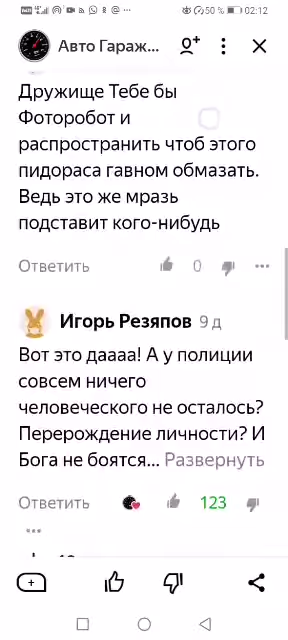 50 %
02:12
Авто Гараж...
Дружище Тебе бы
Фоторобот и
распространить чтоб этого
пидораса гавном обмазать.
Ведь это же мразь
подставит кого-нибудь
Ответить
0
Игорь Резяпов 9 д
Вот это даааа! А у полиции
совсем ничего
человеческого не осталось?
Перерождение личности? И
Бога не боятся... Развернуть
Ответить
123